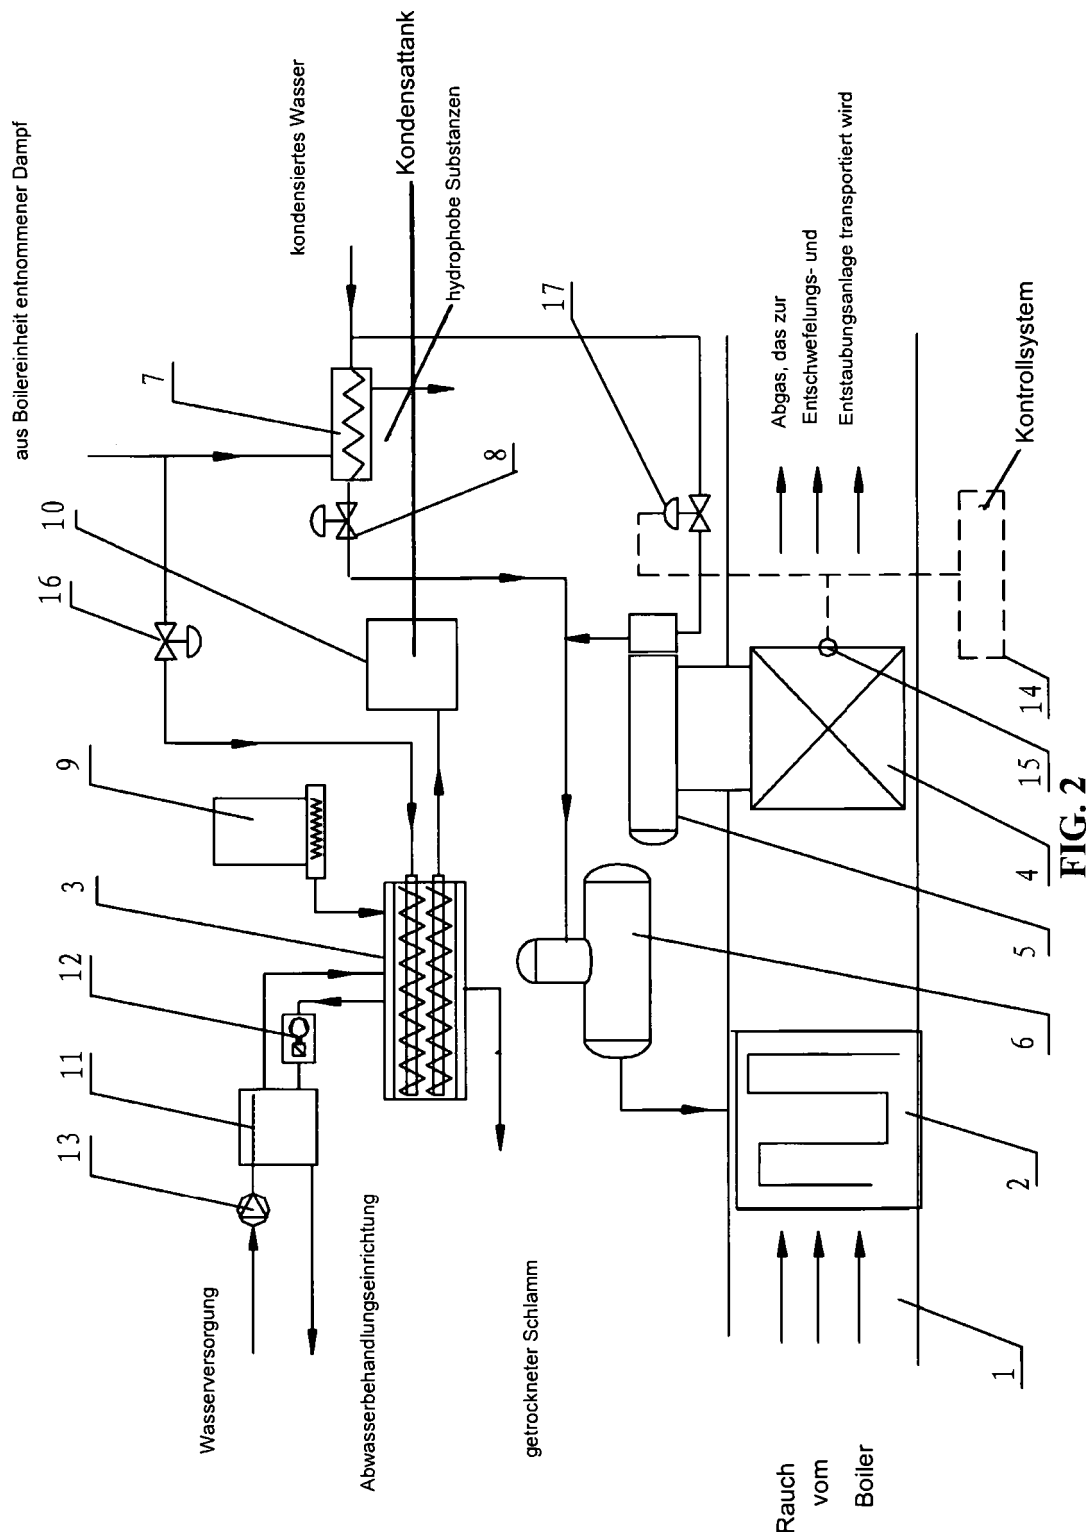 aus Boilereinheit entnommener Dampf
kondensiertes Wasser
Kondensattank
hydrophobe Substanzen
7
10
16
8
17
9
3
12
11
13
Wasserversorgung
Abwasserbehandlungseinrichtung
getrockneter Schlamm
Abgas, das zur
Entschwefelungs- und
Entstaubungsanlage transportiert wird
Kontrollsystem
14
15
4
5
6
2
1
Rauch
vom
Boiler
FIG. 2